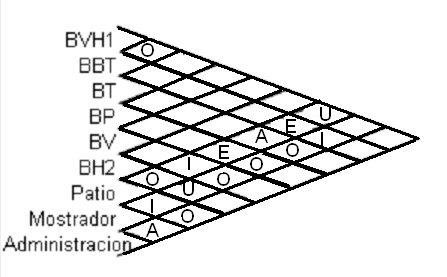 BVH1
O
BBT
BT
BP
U
E
BV
A
I
E
O
BH2
I
O
O
U
O
Patio
I
O
Mostrador
A
Administracion